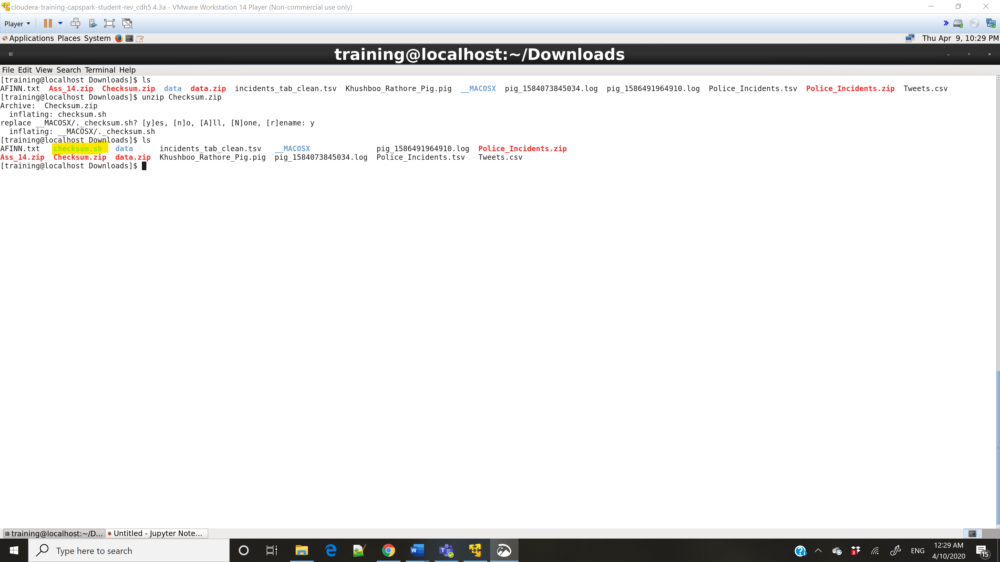 cloudera-training-capspark-student-rev_cdh5.4.3a - VMware Workstation 14 Player (Non-commercial use only)
Player
Applications Places System Thu Apr 9, 10:29 PM
training@localhost:~/Downloads
File Edit View Search Terminal Help
[training@localhost Downloads]$ ls
AFINN.txt Ass_14.zip Checksum.zip data data.zip incidents_tab_clean.tsv Khushboo_Rathore_Pig.pig __MACOSX pig_1584073845034.log pig_1586491964910.log Police_Incidents.tsv Police_Incidents.zip Tweets.csv
[training@localhost Downloads]$ unzip Checksum.zip
Archive: Checksum.zip
inflating: checksum.sh
replace __MACOSX/._checksum.sh? [y]es, [n]o, [A]ll, [N]one, [r]ename: y
inflating: __MACOSX/._checksum.sh
[training@localhost Downloads]$ ls
AFINN.txt checksum.sh data incidents_tab_clean.tsv __MACOSX pig_1586491964910.log Police_Incidents.zip
Ass_14.zip Checksum.zip data.zip Khushboo_Rathore_Pig.pig pig_1584073845034.log Police_Incidents.tsv Tweets.csv
[training@localhost Downloads]$
training@localhost:~/D... Untitled - Jupyter Note...
Type here to search
ENG
12:29 AM
4/10/2020
3
15